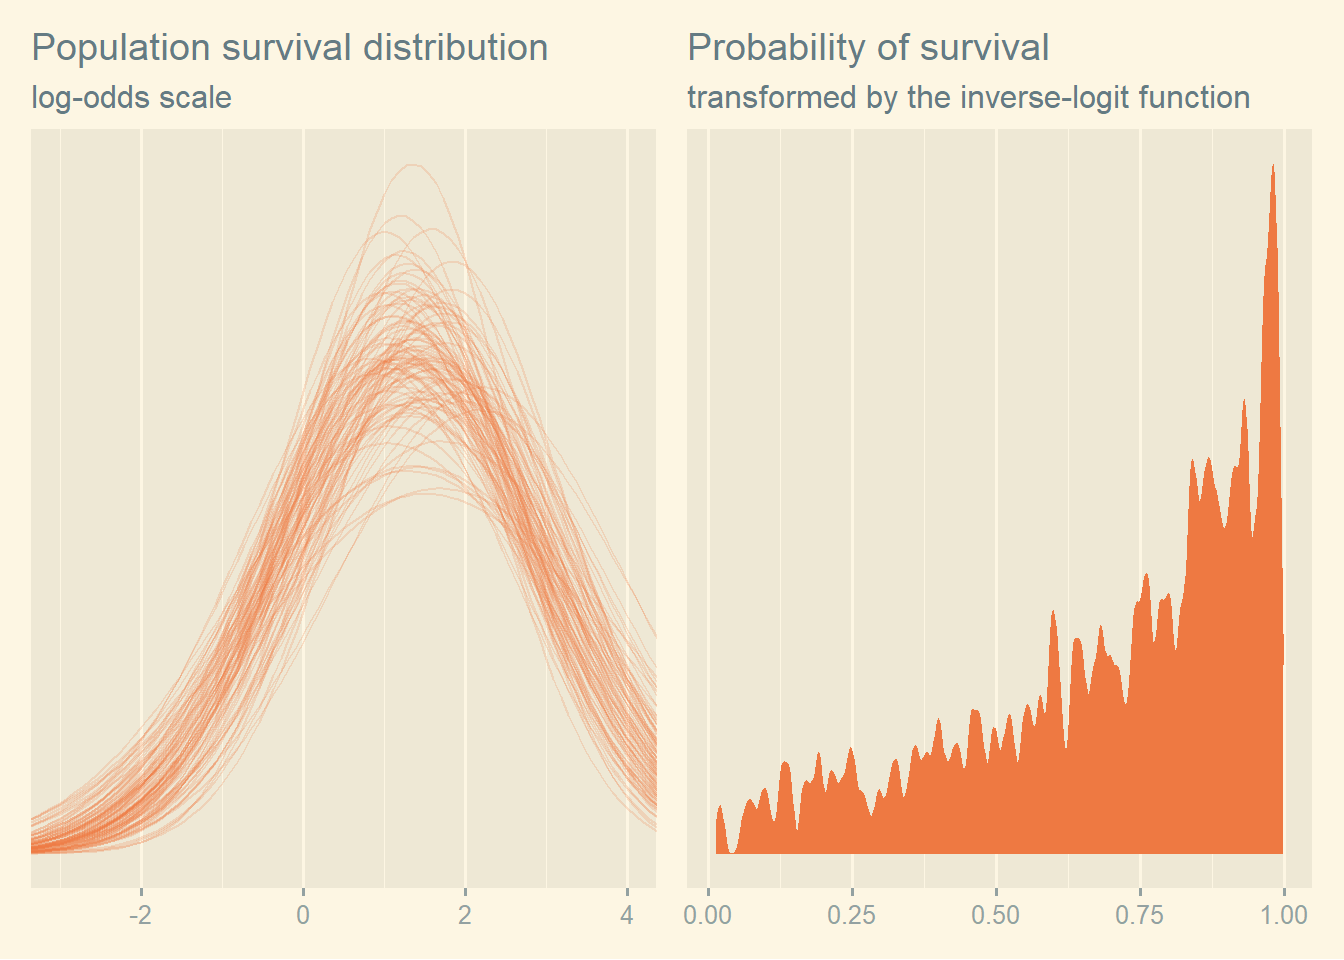 Population survival distribution
log-odds scale
-2 0 2 4
Probability of survival
transformed by the inverse-logit function
0.00 0.25 0.50 0.75 1.00